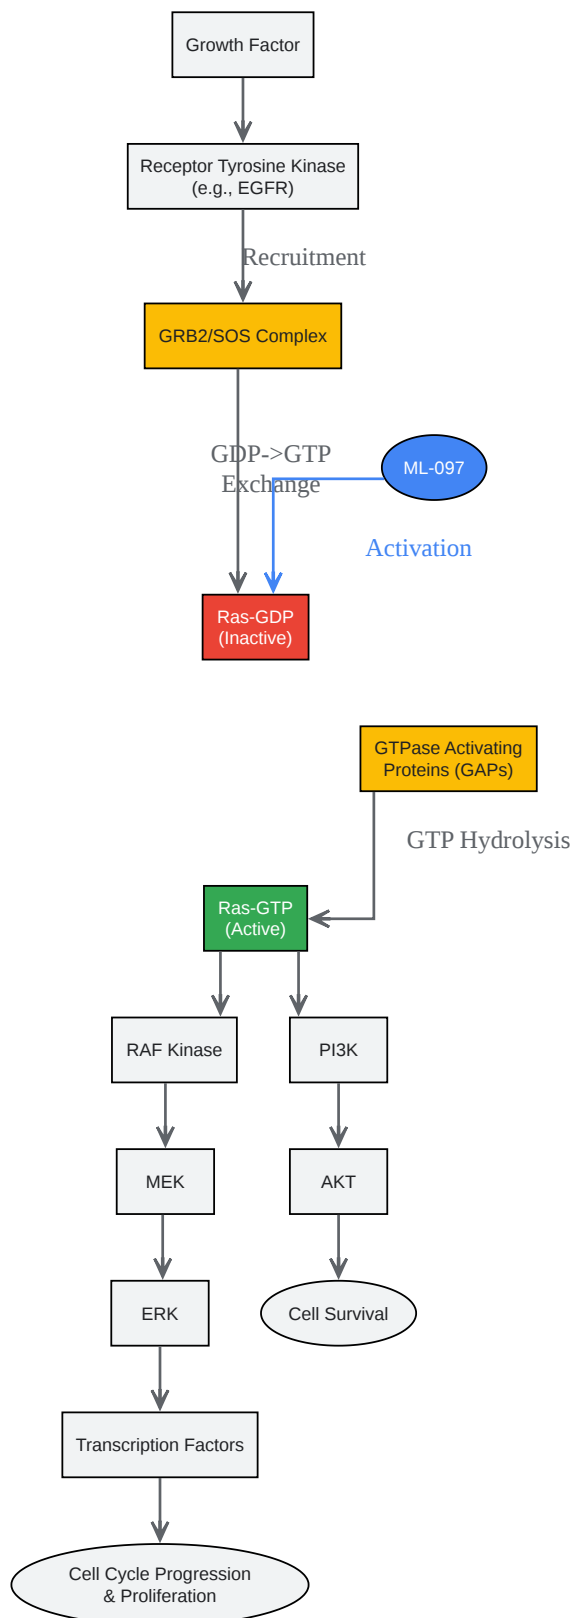 Growth Factor
Receptor Tyrosine Kinase
(e.g., EGFR)
Recruitment
GRB2/SOS Complex
GDP->GTP
Exchange
ML-097
Activation
Ras-GDP
(Inactive)
GTPase Activating
Proteins (GAPs)
GTP Hydrolysis
Ras-GTP
(Active)
RAF Kinase
PI3K
MEK
AKT
ERK
Cell Survival
Transcription Factors
Cell Cycle Progression
& Proliferation